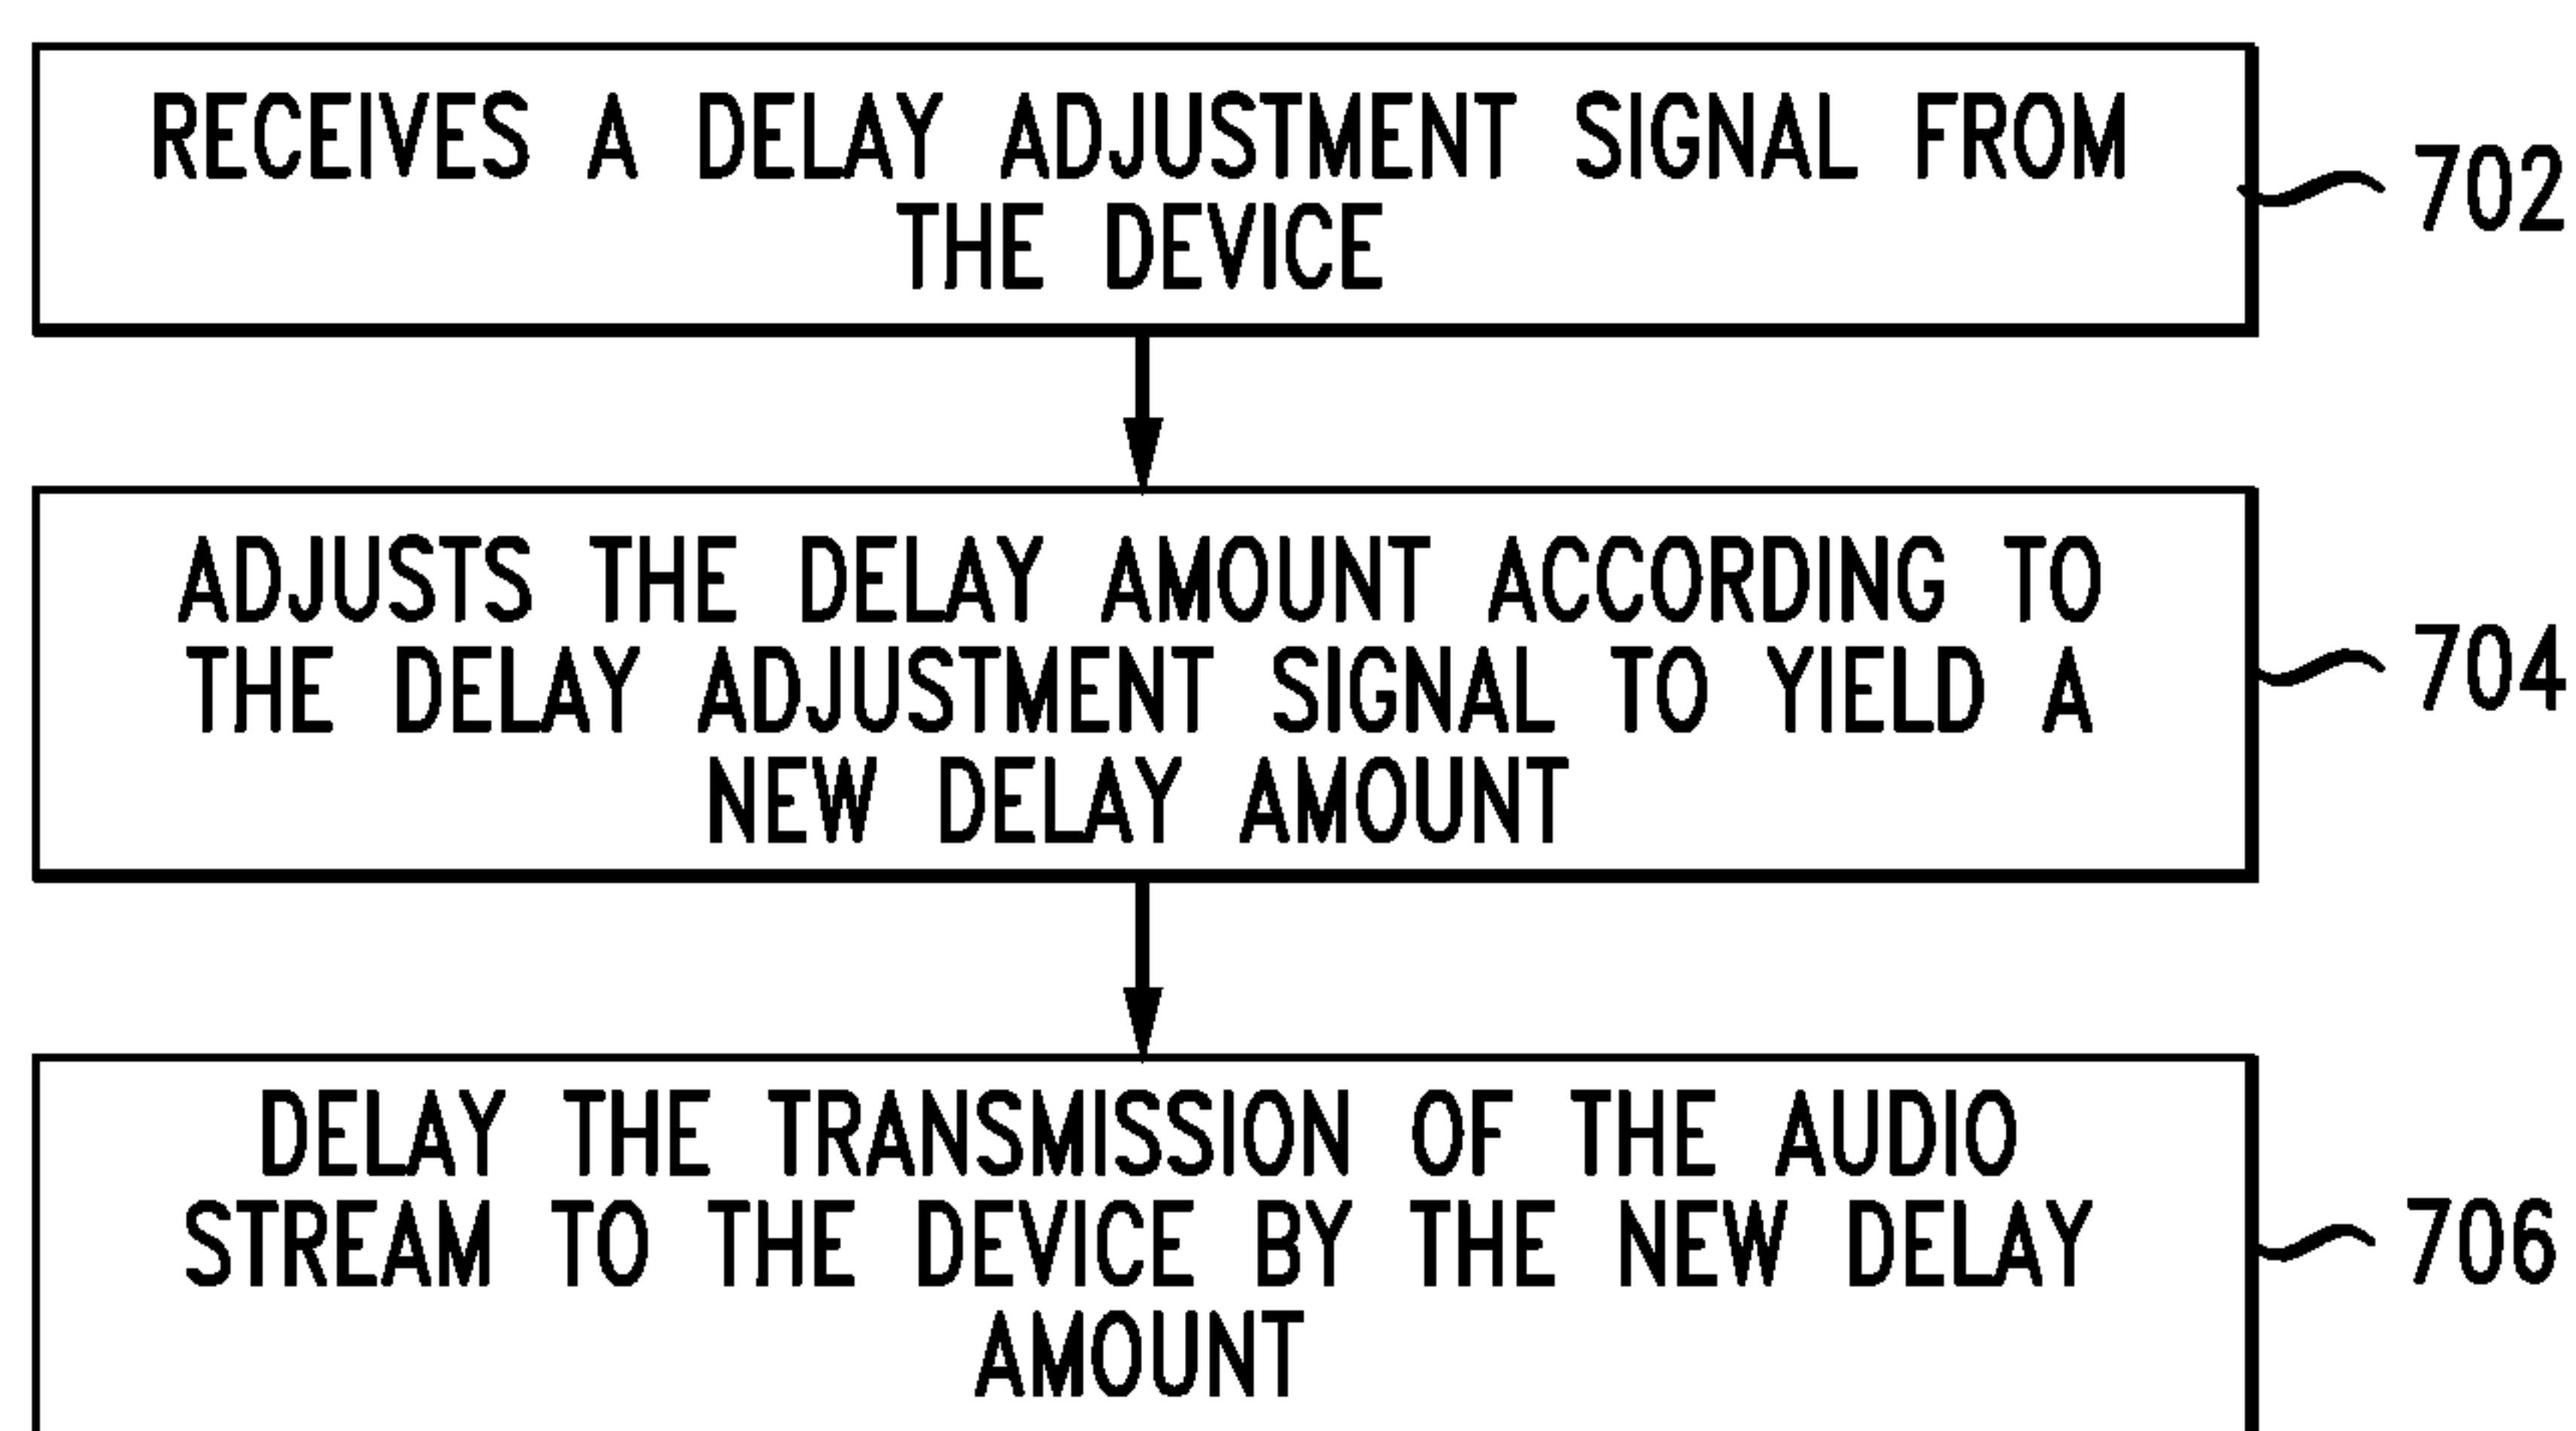 RECEIVES A DELAY ADJUSTMENT SIGNAL FROM
THE DEVICE
702
ADJUSTS THE DELAY AMOUNT ACCORDING TO
THE DELAY ADJUSTMENT SIGNAL TO YIELD A
NEW DELAY AMOUNT
704
DELAY THE TRANSMISSION OF THE AUDIO
STREAM TO THE DEVICE BY THE NEW DELAY
AMOUNT
706